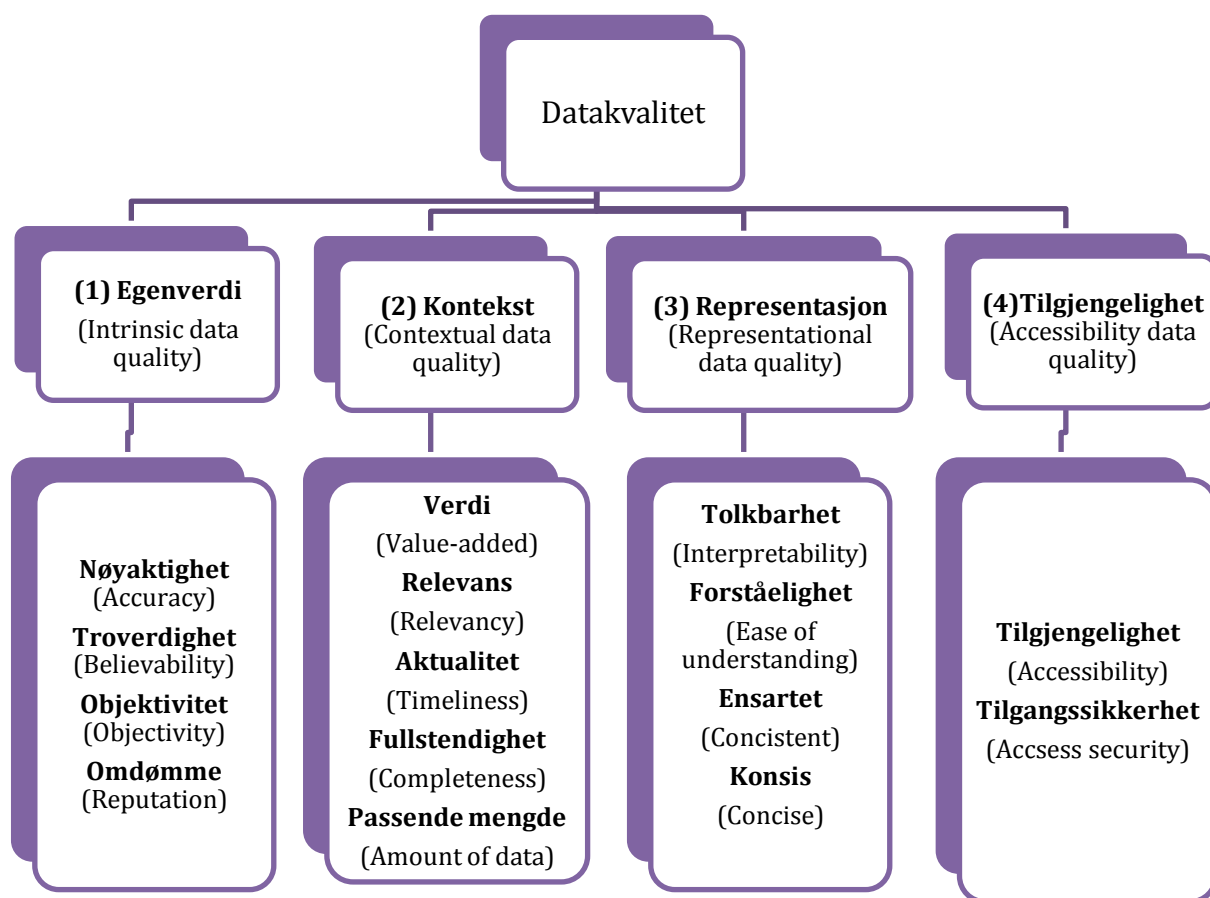 Datakvalitet
(1) Egenverdi
(Intrinsic data
quality)
(2) Kontekst
(Contextual data
quality)
(3) Representasjon
(Representational
data quality)
(4)Tilgjengelighet
(Accessibility data
quality)
Nøyaktighet
(Accuracy)
Troverdighet
(Believability)
Objektivitet
(Objectivity)
Omdømme
(Reputation)
Verdi
(Value-added)
Relevans
(Relevancy)
Aktualitet
(Timeliness)
Fullstendighet
(Completeness)
Passende mengde
(Amount of data)
Tolkbarhet
(Interpretability)
Forståelighet
(Ease of
understanding)
Ensartet
(Concistent)
Konsis
(Concise)
Tilgjengelighet
(Accessibility)
Tilgangssikkerhet
(Accsess security)